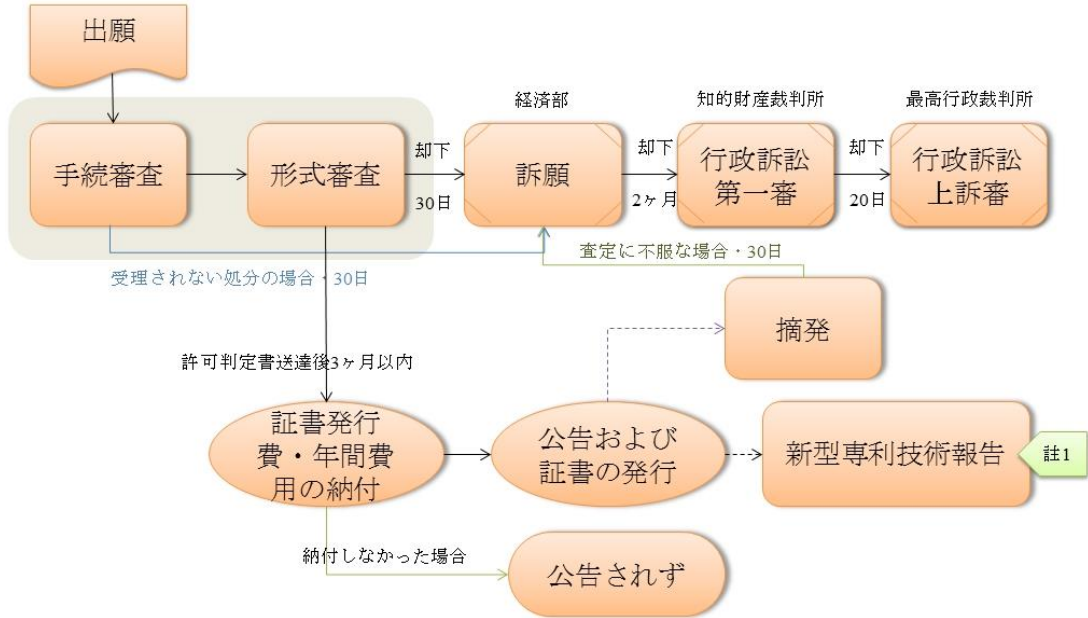 出願
経済部
知的財産裁判所
最高行政裁判所
手続審査
形式審査
却下
30日
訴願
却下
2ヶ月
行政訴訟
第一審
却下
20日
行政訴訟
上訴審
受理されない処分の場合・30日
査定に不服な場合・30日
摘発
許可判定書送達後3ヶ月以内
証書発行
費・年間費
用の納付
公告および
証書の発行
新型専利技術報告
註1
納付しなかった場合
公告されず